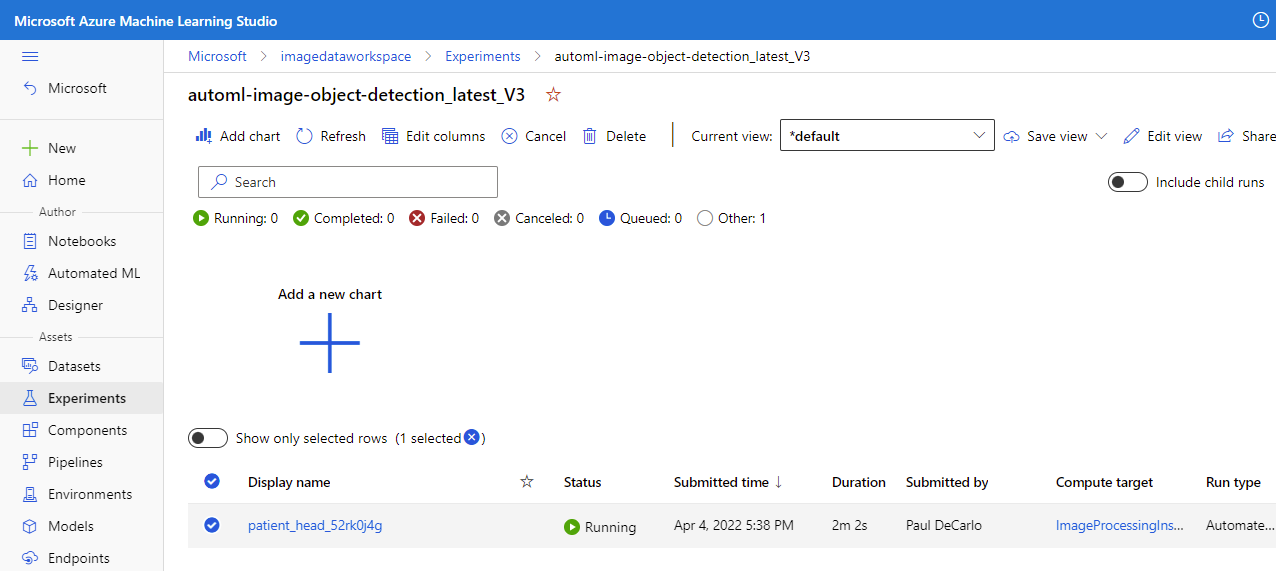 Microsoft Azure Machine Learning Studio
Microsoft > imagedataworkspace > Experiments > automl-image-object-detection_latest_V3
Microsoft
automl-image-object-detection_latest_V3
Add chart Refresh Edit columns Cancel Delete Current view: *default Save view Edit view Share
New
Home
Author
Notebooks
Automated ML
Designer
Assets
Datasets
Experiments
Components
Pipelines
Environments
Models
Endpoints
Search
Include child runs
Running: 0 Completed: 0 Failed: 0 Canceled: 0 Queued: 0 Other: 1
Add a new chart
Show only selected rows (1 selected )
Display name Status Submitted time ↓ Duration Submitted by Compute target Run type
patient_head_52rk0j4g Running Apr 4, 2022 5:38 PM 2m 2s Paul DeCarlo ImageProcessingIns... Automate...